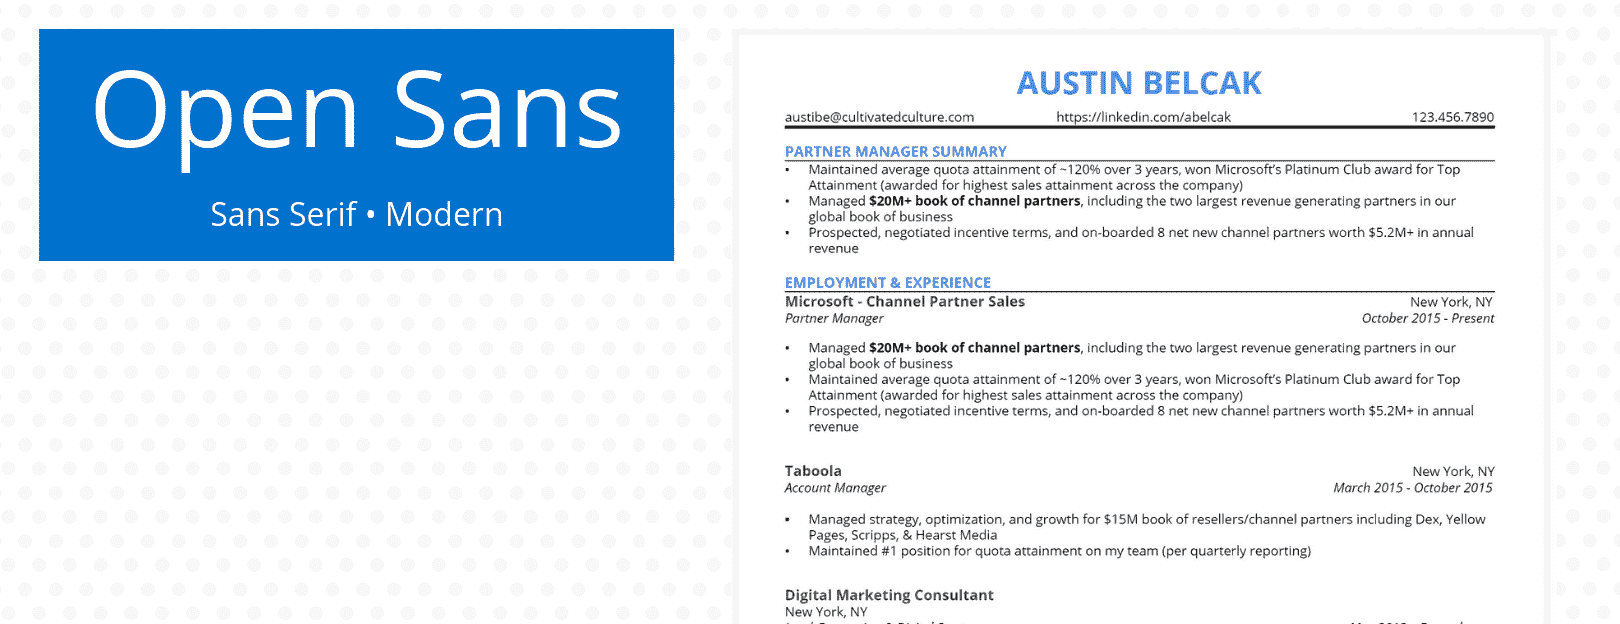 Open Sans
Sans Serif • Modern
AUSTIN BELCAK
austibe@cultivatedculture.com https://linkedin.com/abelcak 123.456.7890
PARTNER MANAGER SUMMARY
• Maintained average quota attainment of ~120% over 3 years, won Microsoft’s Platinum Club award for Top
Attainment (awarded for highest sales attainment across the company)
• Managed $20M+ book of channel partners, including the two largest revenue generating partners in our
global book of business
• Prospected, negotiated incentive terms, and on-boarded 8 net new channel partners worth $5.2M+ in annual
revenue
EMPLOYMENT & EXPERIENCE
Microsoft - Channel Partner Sales New York, NY
Partner Manager October 2015 - Present
• Managed $20M+ book of channel partners, including the two largest revenue generating partners in our
global book of business
• Maintained average quota attainment of ~120% over 3 years, won Microsoft’s Platinum Club award for Top
Attainment (awarded for highest sales attainment across the company)
• Prospected, negotiated incentive terms, and on-boarded 8 net new channel partners worth $5.2M+ in annual
revenue
Taboola New York, NY
Account Manager March 2015 - October 2015
• Managed strategy, optimization, and growth for $15M book of resellers/channel partners including Dex, Yellow
Pages, Scripps, & Hearst Media
• Maintained #1 position for quota attainment on my team (per quarterly reporting)
Digital Marketing Consultant
New York, NY